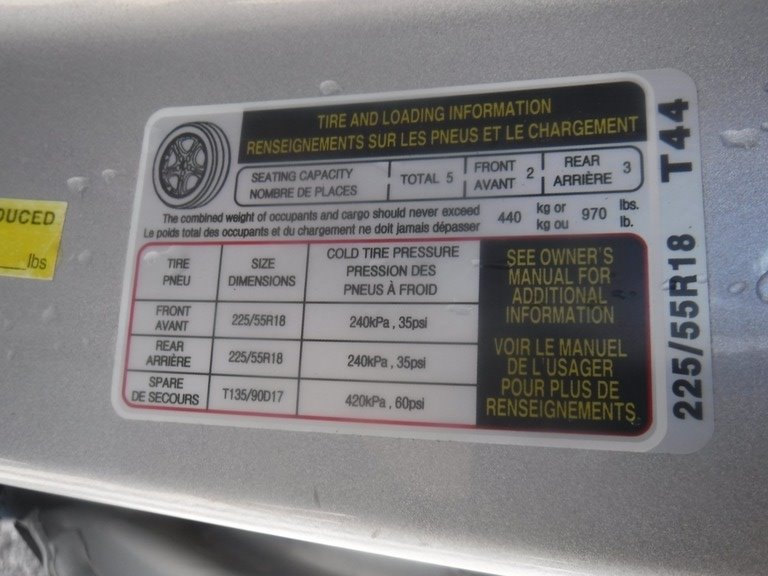 TIRE AND LOADING INFORMATION
RENSEIGNEMENTS SUR LES PNEUS ET LE CHARGEMENT
SEATING CAPACITY
NOMBRE DE PLACES
TOTAL 5
FRONT
AVANT 2
REAR
ARRIÈRE 3
The combined weight of occupants and cargo should never exceed
Le poids total des occupants et du chargement ne doit jamais dépasser
440 kg or
kg ou
970 lbs.
lb.
TIRE
PNEU
SIZE
DIMENSIONS
COLD TIRE PRESSURE
PRESSION DES
PNEUS À FROID
FRONT
AVANT
225/55R18
240kPa, 35psi
REAR
ARRIÈRE
225/55R18
240kPa, 35psi
SPARE
DE SECOURS
T135/90D17
420kPa, 60psi
SEE OWNER'S
MANUAL FOR
ADDITIONAL
INFORMATION
VOIR LE MANUEL
DE L'USAGER
POUR PLUS DE
RENSEIGNEMENTS
225/55R18 T44
DUCED
lbs